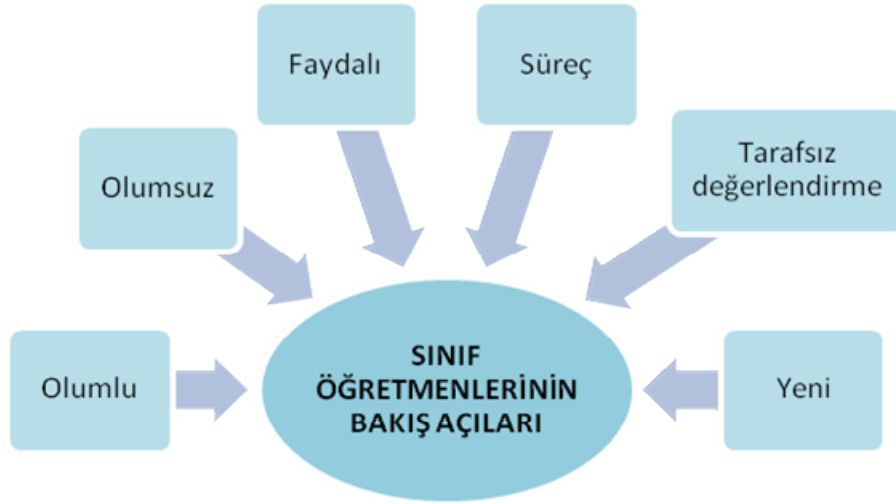 Faydalı
Süreç
Olumsuz
Tarafsız
değerlendirme
Olumlu
SINIF
ÖĞRETMENLERİNİN
BAKIŞ AÇILARI
Yeni